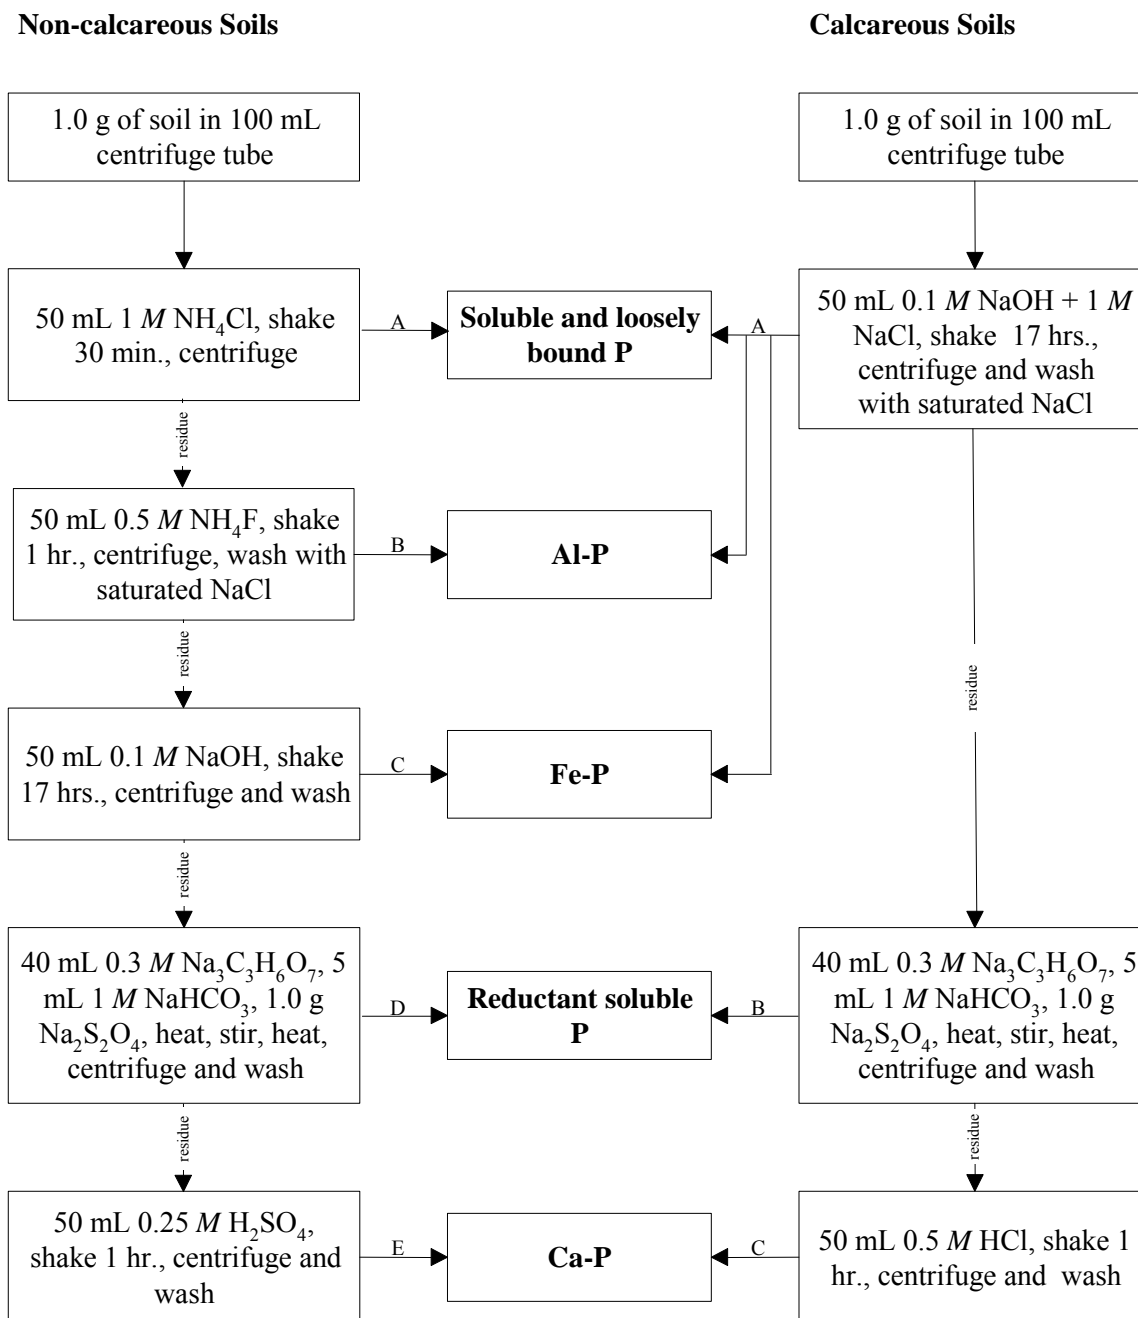 Non-calcareous Soils
Calcareous Soils
1.0 g of soil in 100 mL
centrifuge tube
1.0 g of soil in 100 mL
centrifuge tube
50 mL 1 M NH₄Cl, shake
30 min., centrifuge
A
Soluble and loosely
bound P
A
50 mL 0.1 M NaOH + 1 M
NaCl, shake 17 hrs.,
centrifuge and wash
with saturated NaCl
residue
50 mL 0.5 M NH₄F, shake
1 hr., centrifuge, wash with
saturated NaCl
B
Al-P
residue
residue
50 mL 0.1 M NaOH, shake
17 hrs., centrifuge and wash
C
Fe-P
residue
40 mL 0.3 M Na₃C₃H₆O₇, 5
mL 1 M NaHCO₃, 1.0 g
Na₂S₂O₄, heat, stir, heat,
centrifuge and wash
D
Reductant soluble
P
B
40 mL 0.3 M Na₃C₃H₆O₇, 5
mL 1 M NaHCO₃, 1.0 g
Na₂S₂O₄, heat, stir, heat,
centrifuge and wash
residue
residue
50 mL 0.25 M H₂SO₄,
shake 1 hr., centrifuge and
wash
E
Ca-P
C
50 mL 0.5 M HCl, shake 1
hr., centrifuge and wash